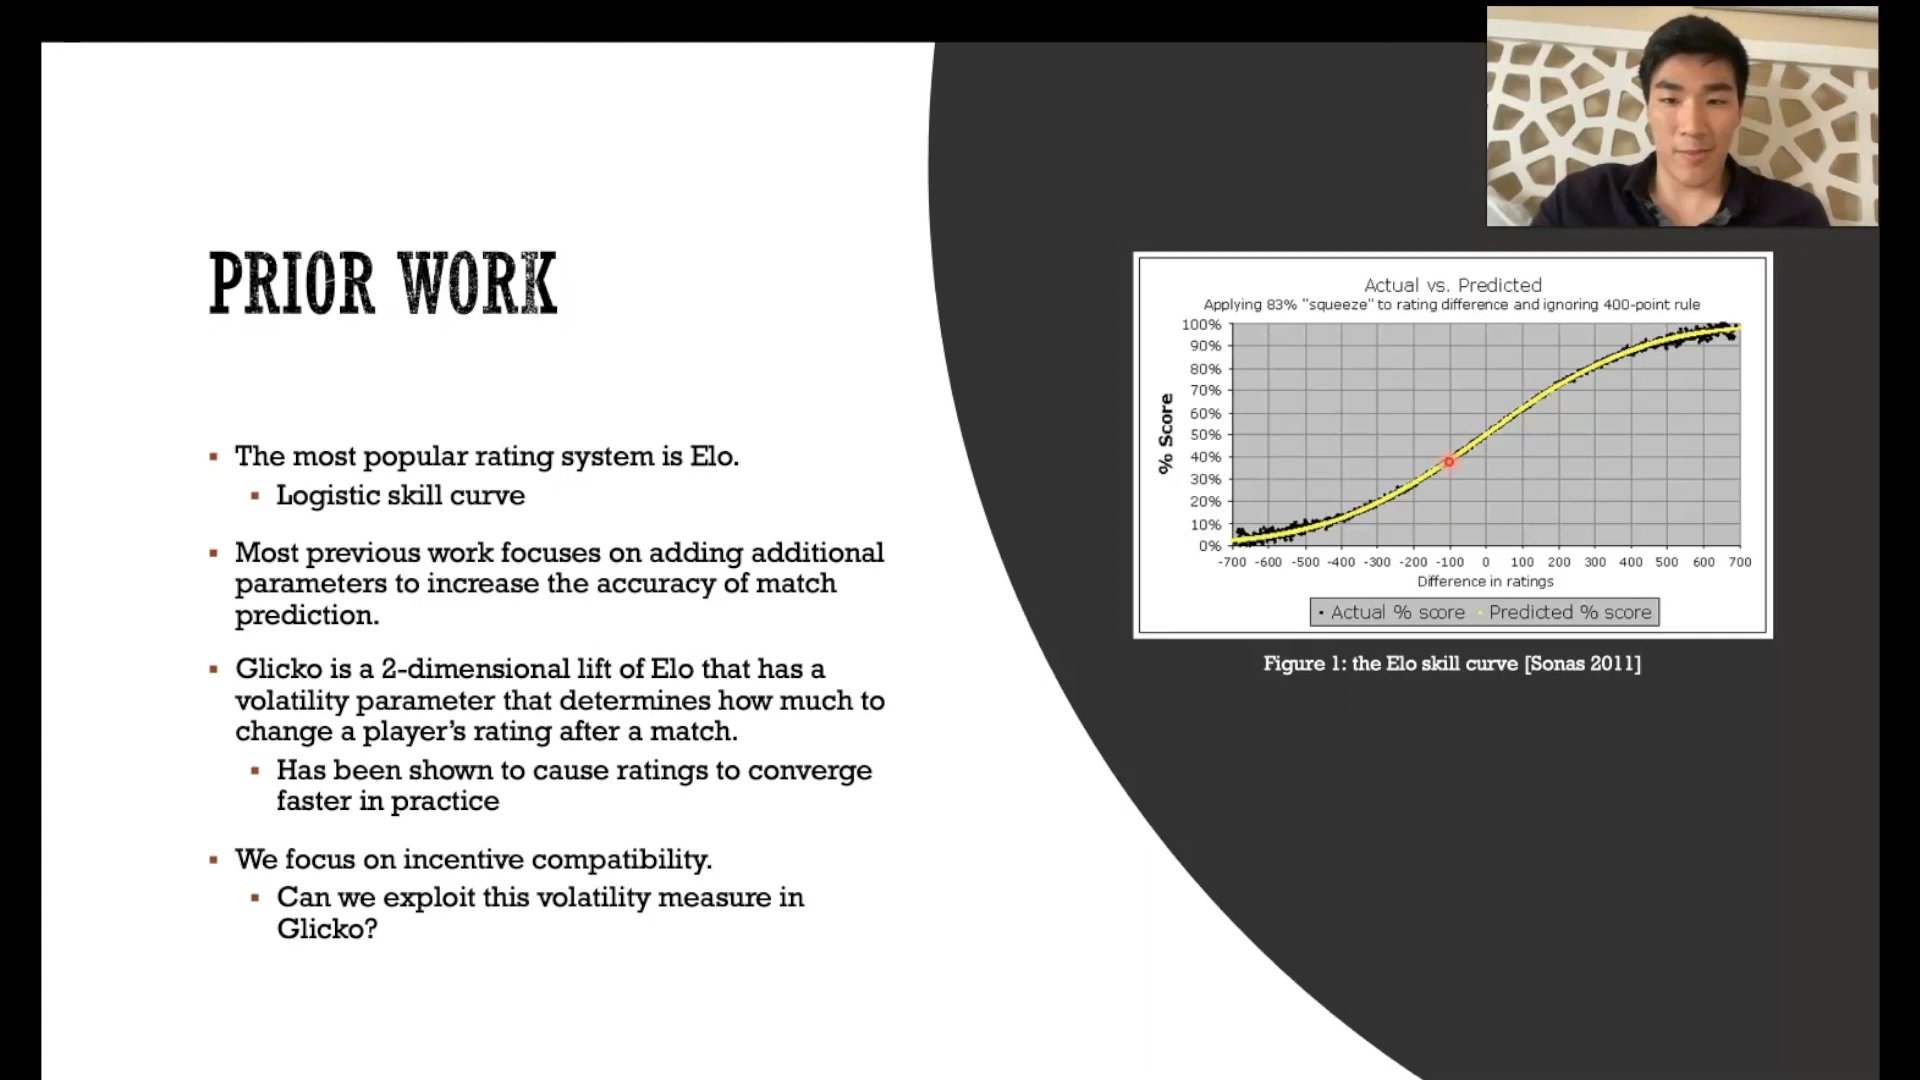 PRIOR WORK
The most popular rating system is Elo.
Logistic skill curve
Most previous work focuses on adding additional
parameters to increase the accuracy of match
prediction.
Glicko is a 2-dimensional lift of Elo that has a
volatility parameter that determines how much to
change a player's rating after a match.
Has been shown to cause ratings to converge
faster in practice
We focus on incentive compatibility.
Can we exploit this volatility measure in
Glicko?
Actual vs. Predicted
Applying 83% "squeeze" to rating difference and ignoring 400-point rule
% Score
100%
90%
80%
70%
60%
50%
40%
30%
20%
10%
0%
-700 -600 -500 -400 -300 -200 -100 0 100 200 300 400 500 600 700
Difference in ratings
Actual % score Predicted % score
Figure 1: the Elo skill curve [Sonas 2011]